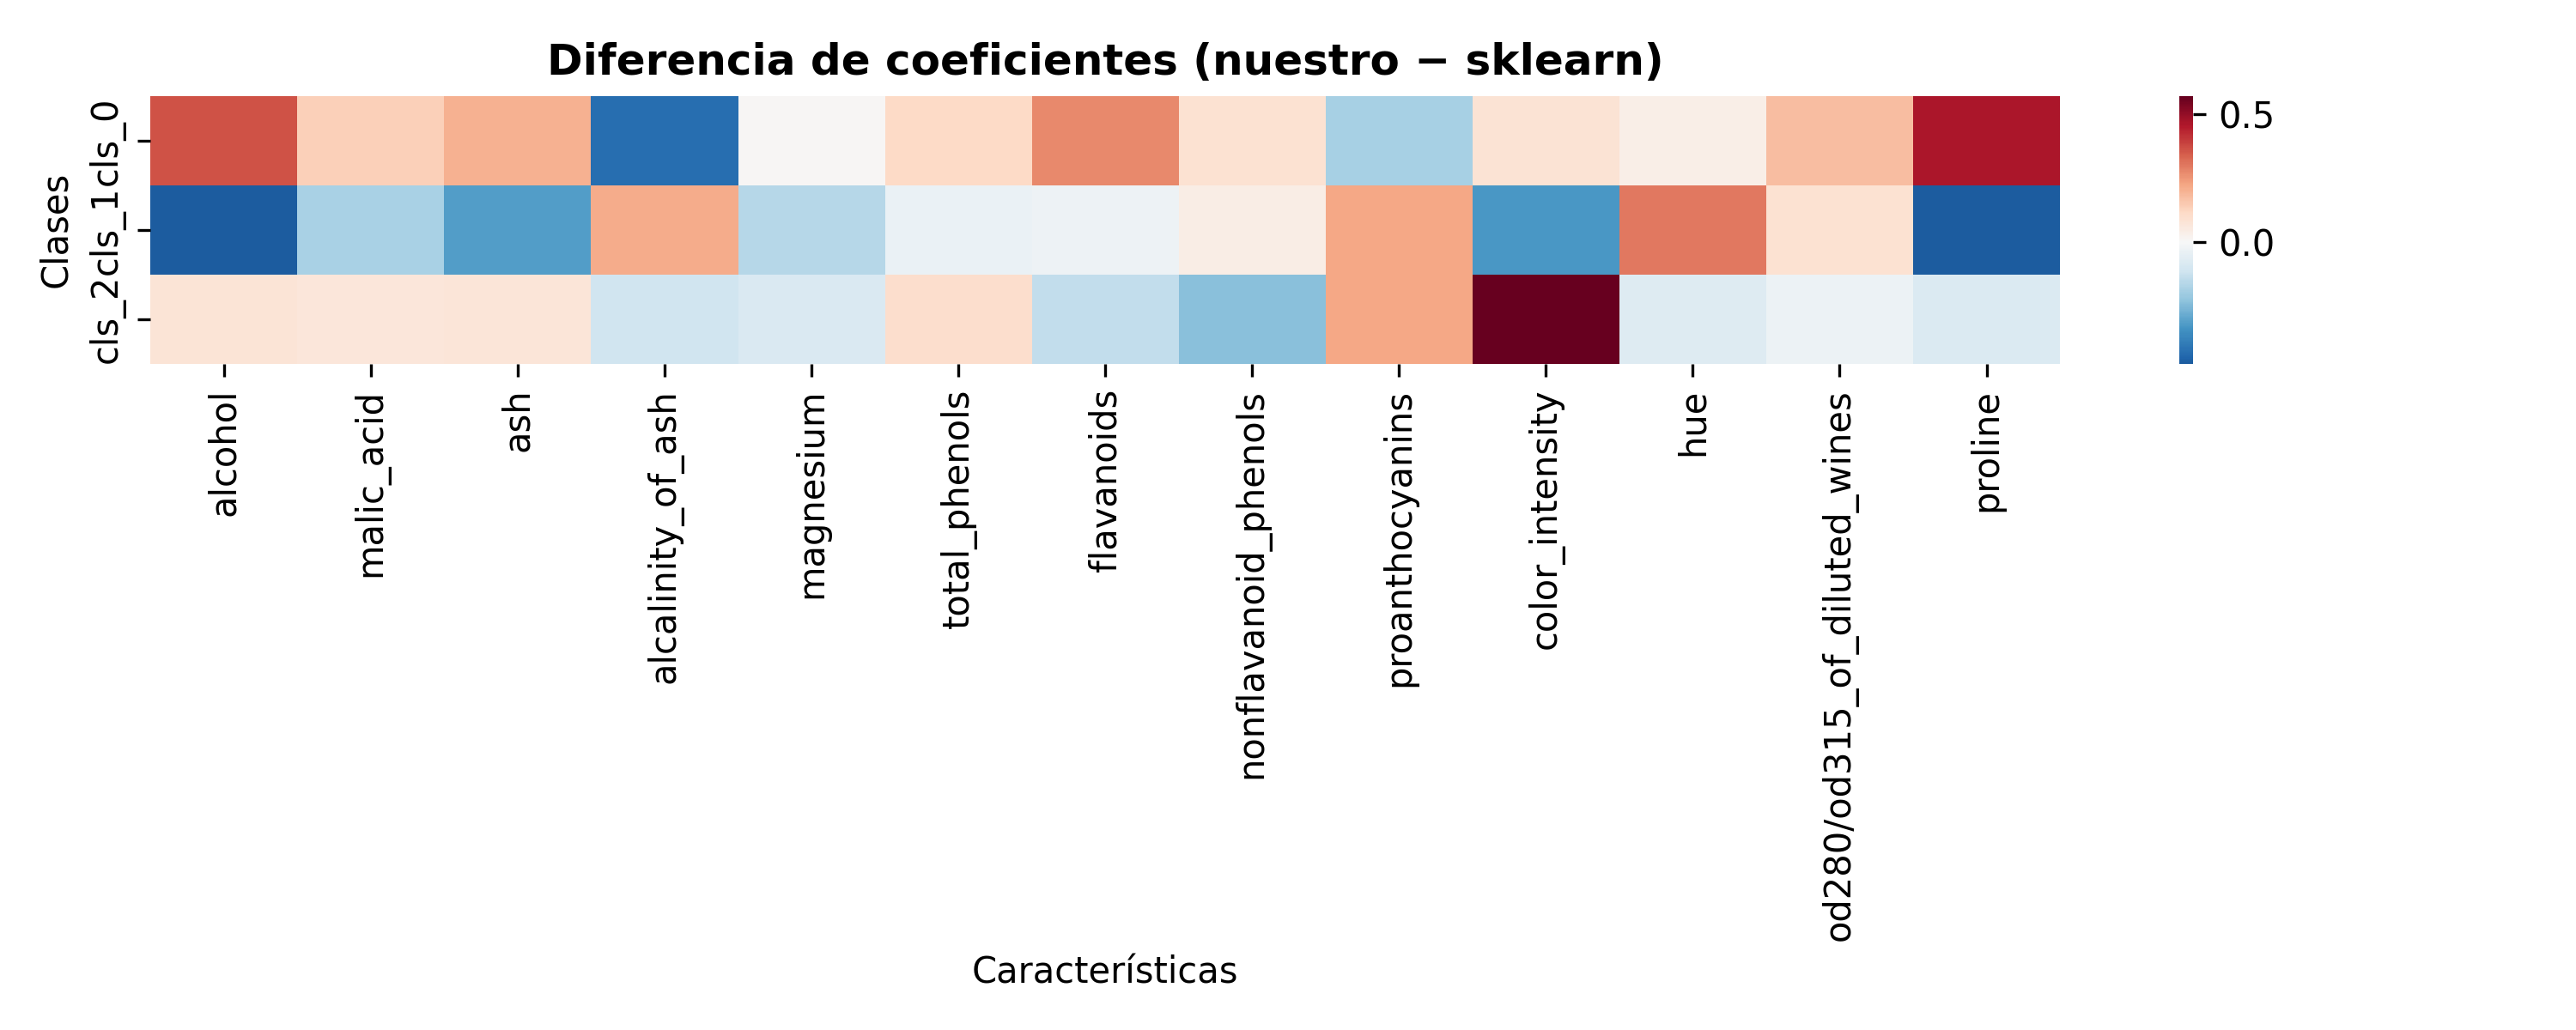 Diferencia de coeficientes (nuestro − sklearn)
Clases
cls_0
cls_1
cls_2
0.5
0.0
alcohol
malic_acid
ash
alcalinity_of_ash
magnesium
total_phenols
flavanoids
nonflavanoid_phenols
proanthocyanins
color_intensity
hue
od280/od315_of_diluted_wines
proline
Características